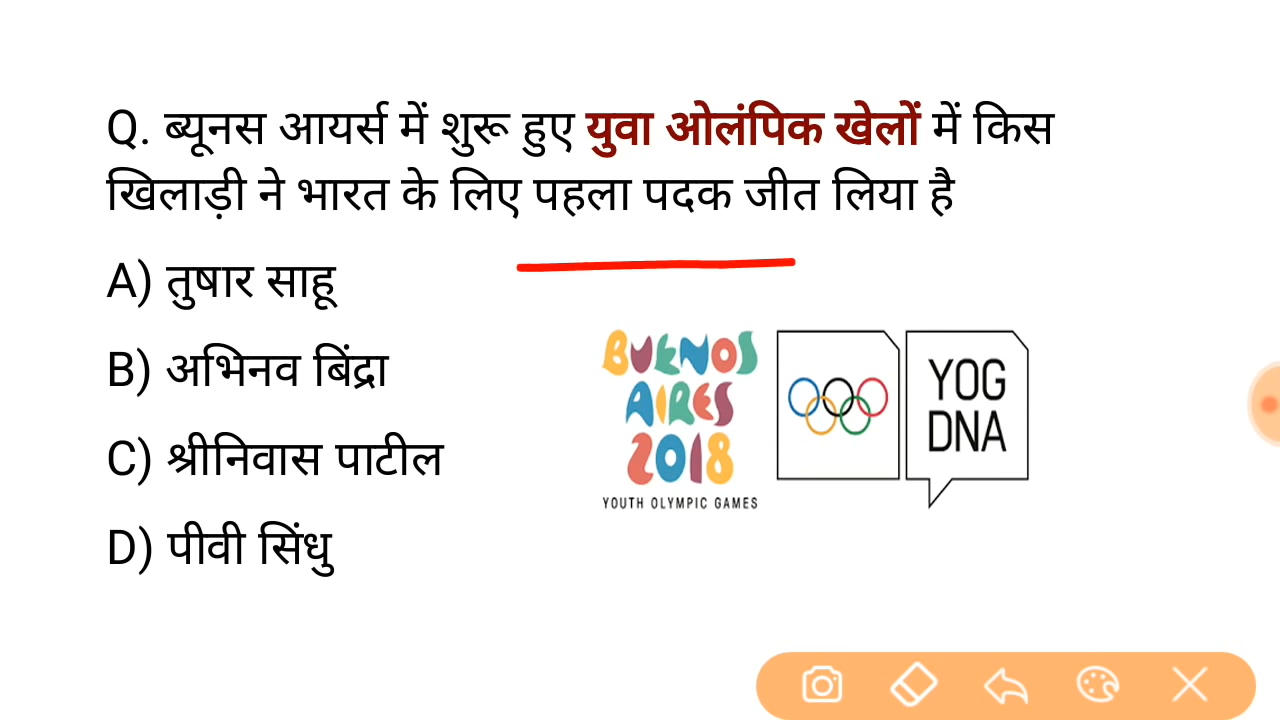 Q. ब्यूनस आयर्स में शुरू हुए युवा ओलंपिक खेलों में किस
खिलाड़ी ने भारत के लिए पहला पदक जीत लिया है
A) तुषार साहू
B) अभिनव बिंद्रा
C) श्रीनिवास पाटील
D) पीवी सिंधु
BUENOS
AIRES
2018
YOUTH OLYMPIC GAMES
YOG
DNA